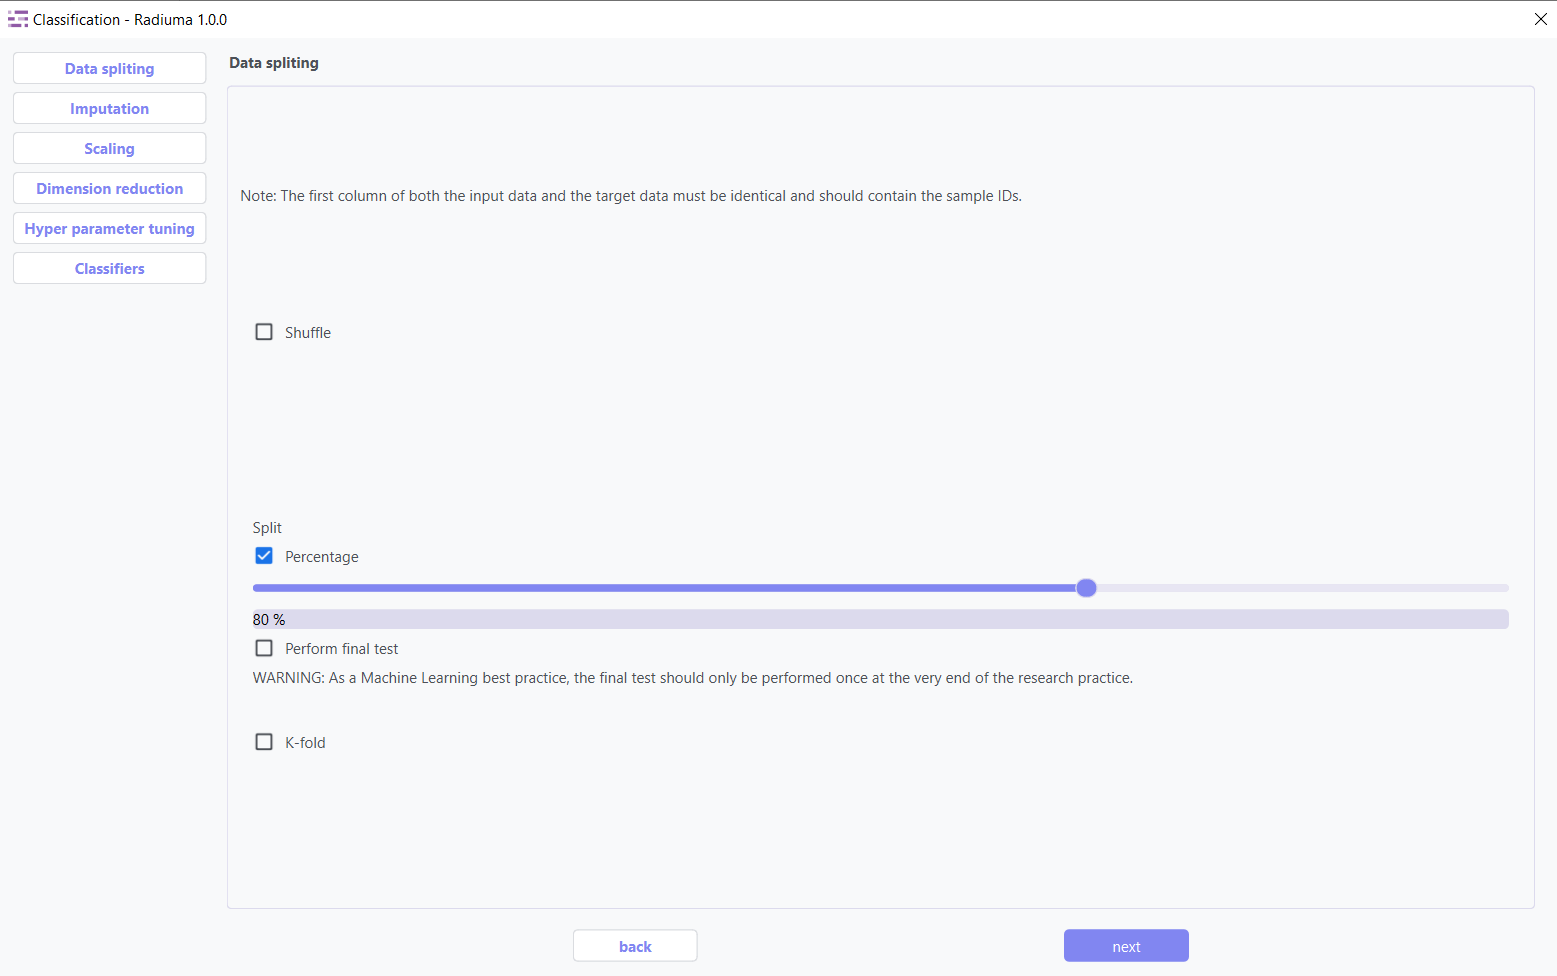 Classification - Radiuma 1.0.0
Data spliting
Imputation
Scaling
Dimension reduction
Hyper parameter tuning
Classifiers
Data spliting
Note: The first column of both the input data and the target data must be identical and should contain the sample IDs.
Shuffle
Split
Percentage
80 %
Perform final test
WARNING: As a Machine Learning best practice, the final test should only be performed once at the very end of the research practice.
K-fold
back
next